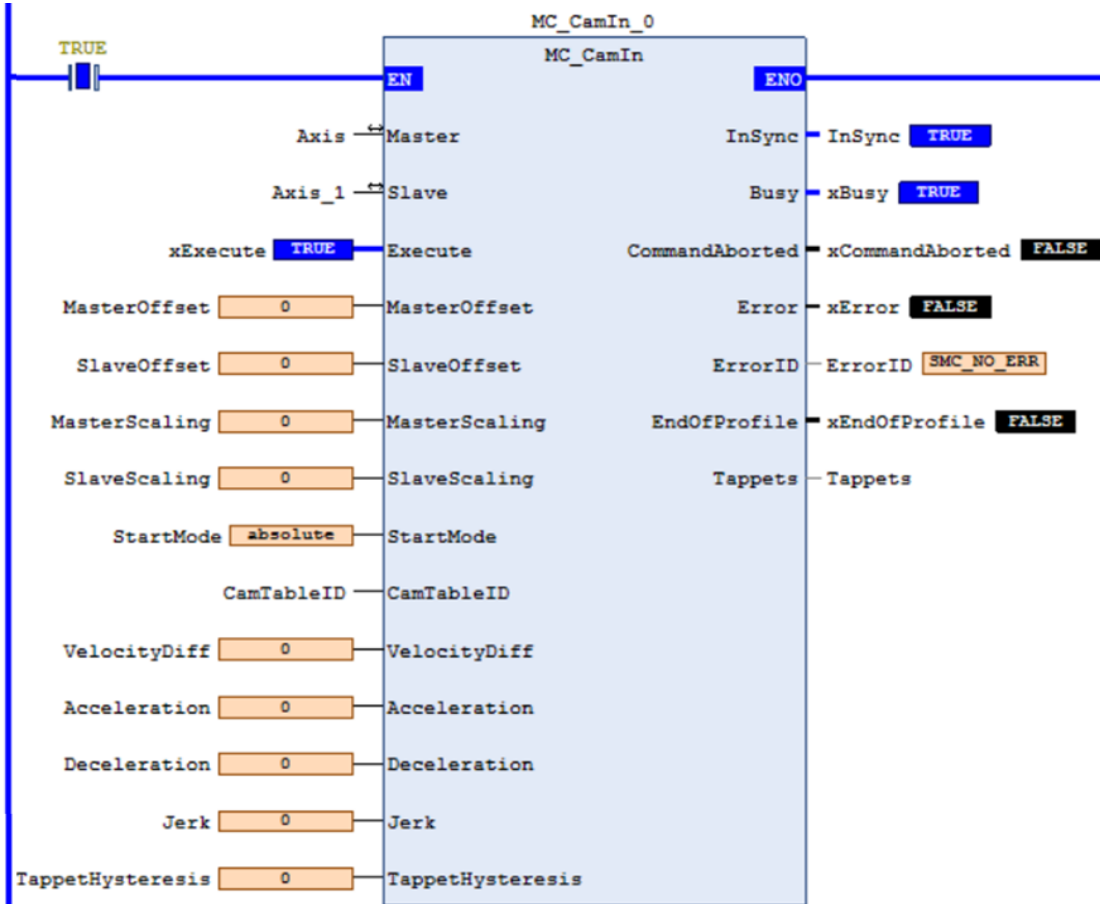 MC_CamIn_0
TRUE
MC_CamIn
EN ENO
Axis Master InSync InSync TRUE
Axis_1 Slave Busy xBusy TRUE
xExecute TRUE Execute CommandAborted xCommandAborted FALSE
MasterOffset 0 MasterOffset Error xError FALSE
SlaveOffset 0 SlaveOffset ErrorID ErrorID SMC_NO_ERR
MasterScaling 0 MasterScaling EndOfProfile xEndOfProfile FALSE
SlaveScaling 0 SlaveScaling Tappets Tappets
StartMode absolute StartMode
CamTableID CamTableID
VelocityDiff 0 VelocityDiff
Acceleration 0 Acceleration
Deceleration 0 Deceleration
Jerk 0 Jerk
TappetHysteresis 0 TappetHysteresis